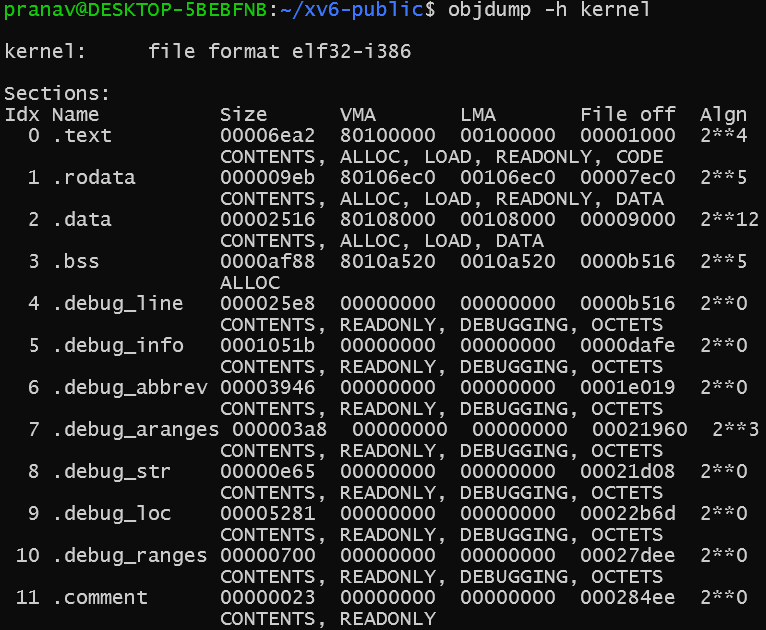 pranav@DESKTOP-5BEBFNB:~/xv6-public$ objdump -h kernel
kernel:     file format elf32-i386
Sections:
Idx Name          Size      VMA       LMA       File off  Algn
  0 .text         00006ea2  80100000  00100000  00001000  2**4
                  CONTENTS, ALLOC, LOAD, READONLY, CODE
  1 .rodata       000009eb  80106ec0  00106ec0  00007ec0  2**5
                  CONTENTS, ALLOC, LOAD, READONLY, DATA
  2 .data         00002516  80108000  00108000  00009000  2**12
                  CONTENTS, ALLOC, LOAD, DATA
  3 .bss          0000af88  8010a520  0010a520  0000b516  2**5
                  ALLOC
  4 .debug_line   000025e8  00000000  00000000  0000b516  2**0
                  CONTENTS, READONLY, DEBUGGING, OCTETS
  5 .debug_info   0001051b  00000000  00000000  0000dafe  2**0
                  CONTENTS, READONLY, DEBUGGING, OCTETS
  6 .debug_abbrev 00003946  00000000  00000000  0001e019  2**0
                  CONTENTS, READONLY, DEBUGGING, OCTETS
  7 .debug_aranges 000003a8  00000000  00000000  00021960  2**3
                  CONTENTS, READONLY, DEBUGGING, OCTETS
  8 .debug_str    00000e65  00000000  00000000  00021d08  2**0
                  CONTENTS, READONLY, DEBUGGING, OCTETS
  9 .debug_loc    00005281  00000000  00000000  00022b6d  2**0
                  CONTENTS, READONLY, DEBUGGING, OCTETS
 10 .debug_ranges 00000700  00000000  00000000  00027dee  2**0
                  CONTENTS, READONLY, DEBUGGING, OCTETS
 11 .comment      00000023  00000000  00000000  000284ee  2**0
                  CONTENTS, READONLY